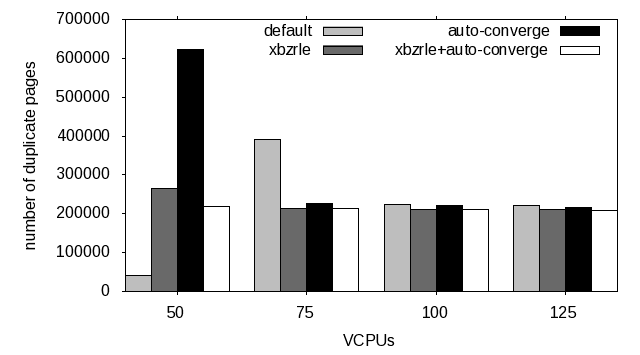 number of duplicate pages
700000
600000
500000
400000
300000
200000
100000
0
default
xbzrle
auto-converge
xbzrle+auto-converge
50 75 100 125
VCPUs